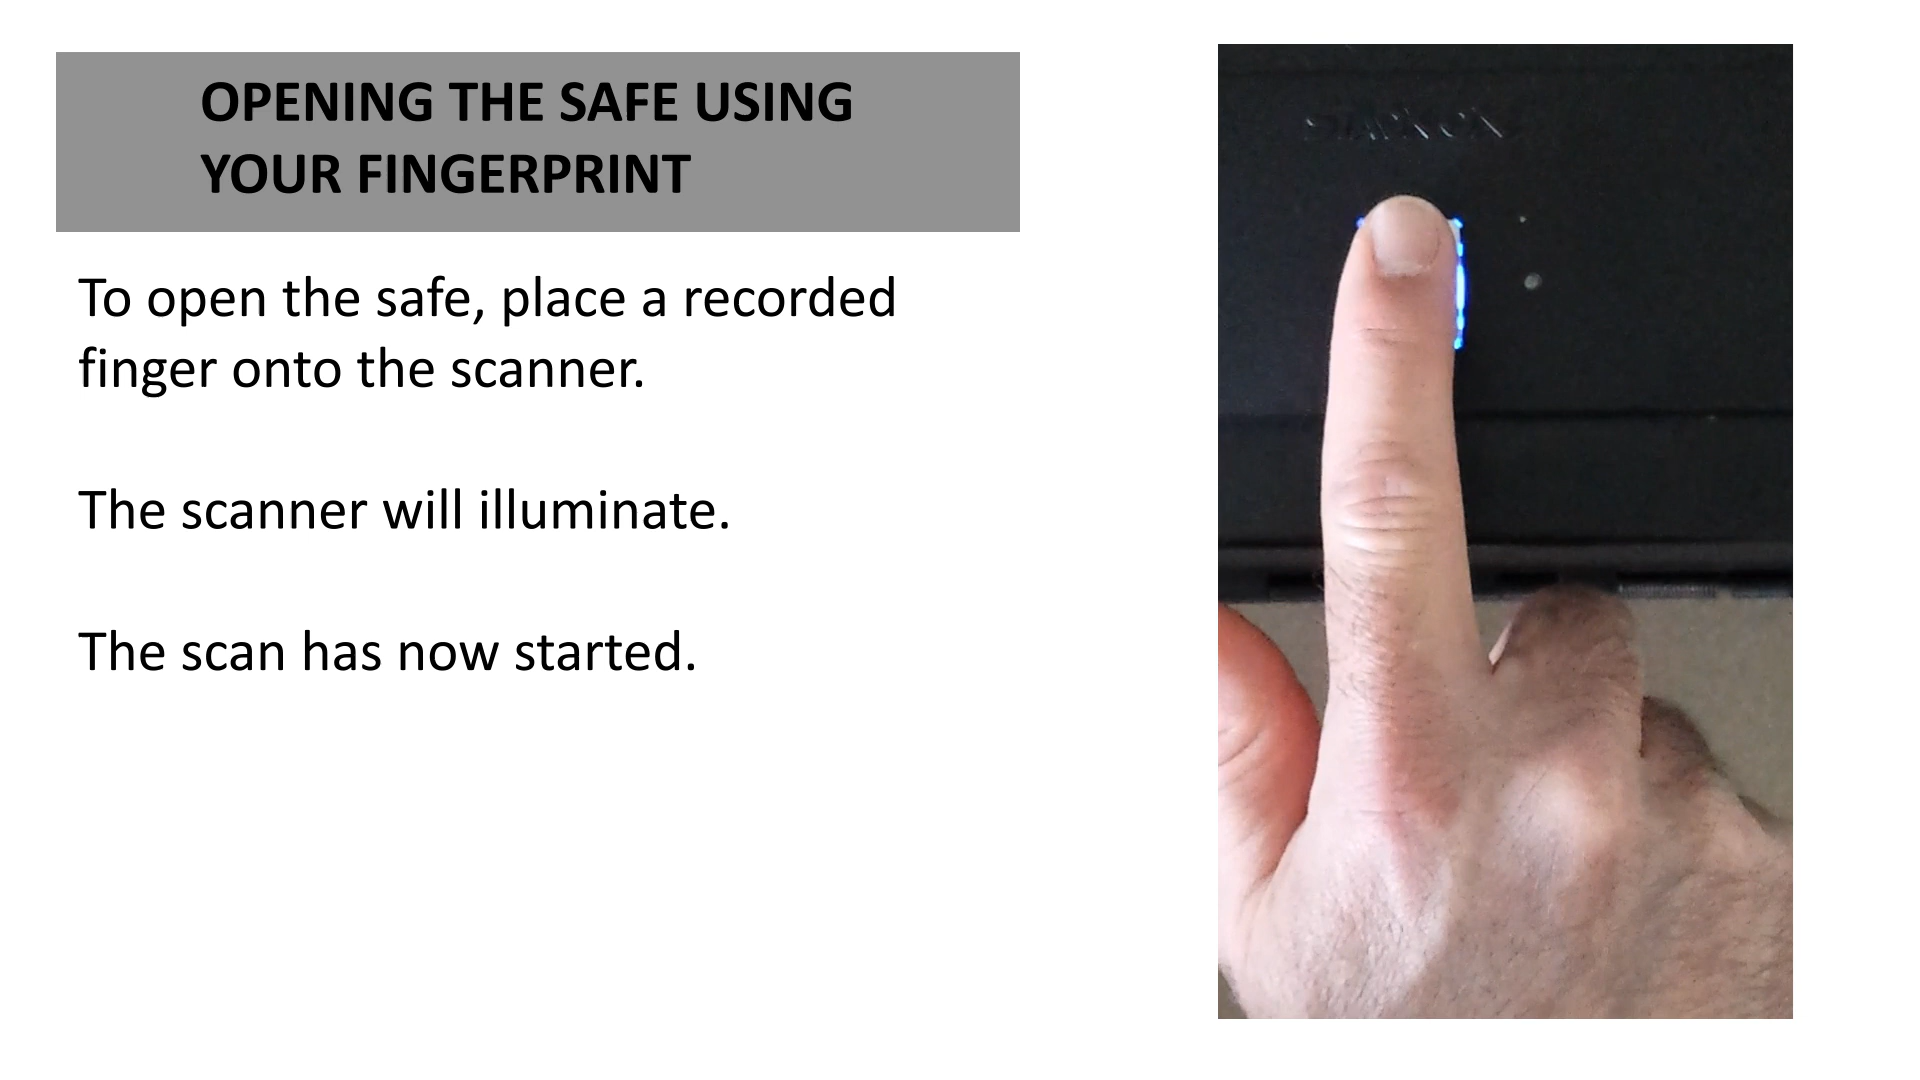 OPENING THE SAFE USING
YOUR FINGERPRINT
To open the safe, place a recorded
finger onto the scanner.
The scanner will illuminate.
The scan has now started.